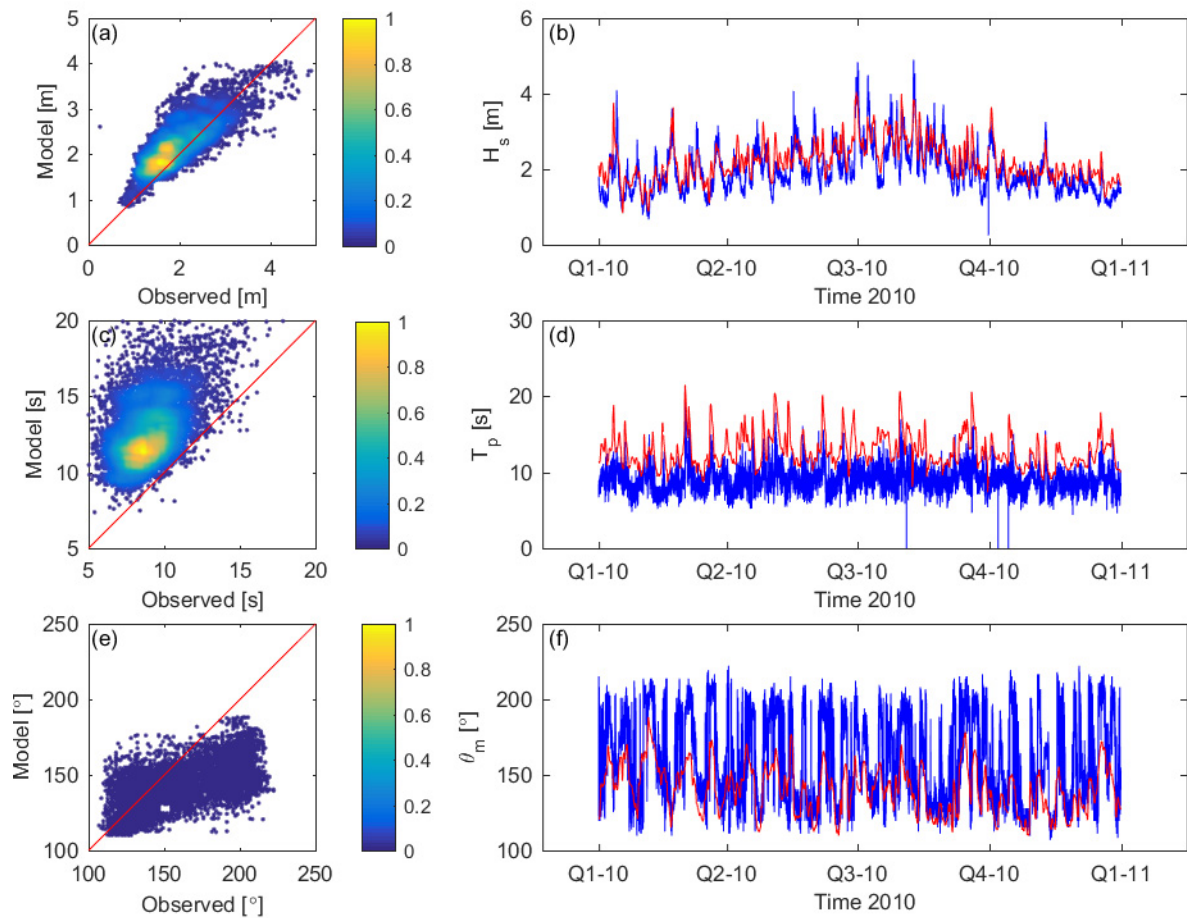 (a)
5
4
3
2
1
0
Model [m]
0 2 4
Observed [m]
1
0.8
0.6
0.4
0.2
0
(b)
6
4
2
0
H_s [m]
Q1-10 Q2-10 Q3-10 Q4-10 Q1-11
Time 2010
(c)
20
15
10
5
Model [s]
5 10 15 20
Observed [s]
1
0.8
0.6
0.4
0.2
0
(d)
30
20
10
0
T_p [s]
Q1-10 Q2-10 Q3-10 Q4-10 Q1-11
Time 2010
(e)
250
200
150
100
Model [°]
100 150 200 250
Observed [°]
1
0.8
0.6
0.4
0.2
0
(f)
250
200
150
100
θ_m [°]
Q1-10 Q2-10 Q3-10 Q4-10 Q1-11
Time 2010